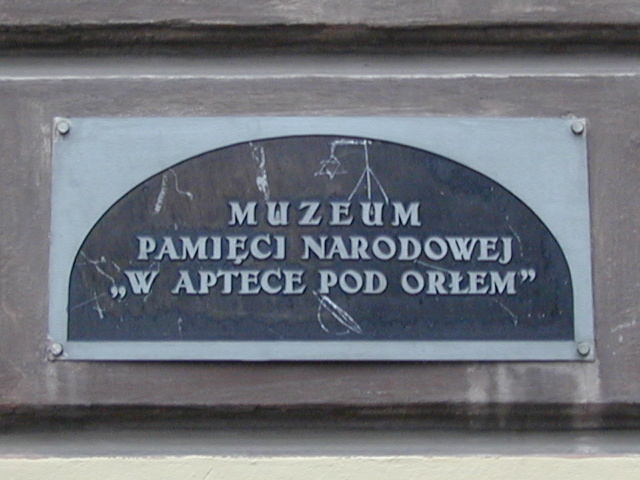 MUZEUM
PAMIĘCI NARODOWEJ
„W APTECE POD ORŁEM”